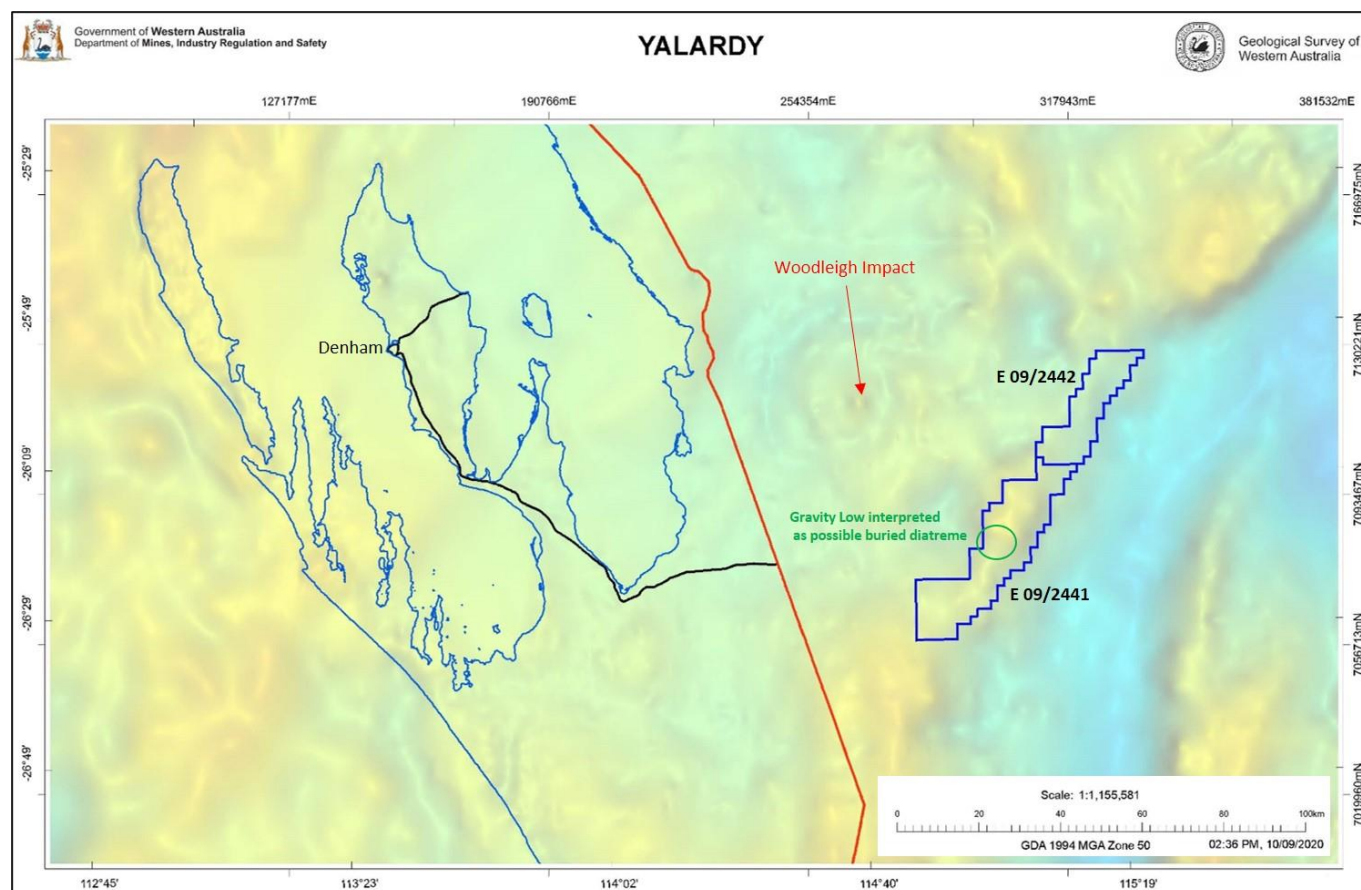 Government of Western Australia
Department of Mines, Industry Regulation and Safety
YALARDY
Geological Survey of
Western Australia
127177mE
190766mE
254354mE
317943mE
381532mE
-25°29'
-25°49'
-26°09'
-26°29'
-26°49'
7166975mN
7130221mN
7093467mN
7056713mN
7019960mN
Woodleigh Impact
Denham
E 09/2442
Gravity Low interpreted
as possible buried diatreme
E 09/2441
Scale: 1:1,155,581
0
20
40
60
80
100km
GDA 1994 MGA Zone 50
02:36 PM, 10/09/2020
112°45'
113°23'
114°02'
114°40'
115°19'